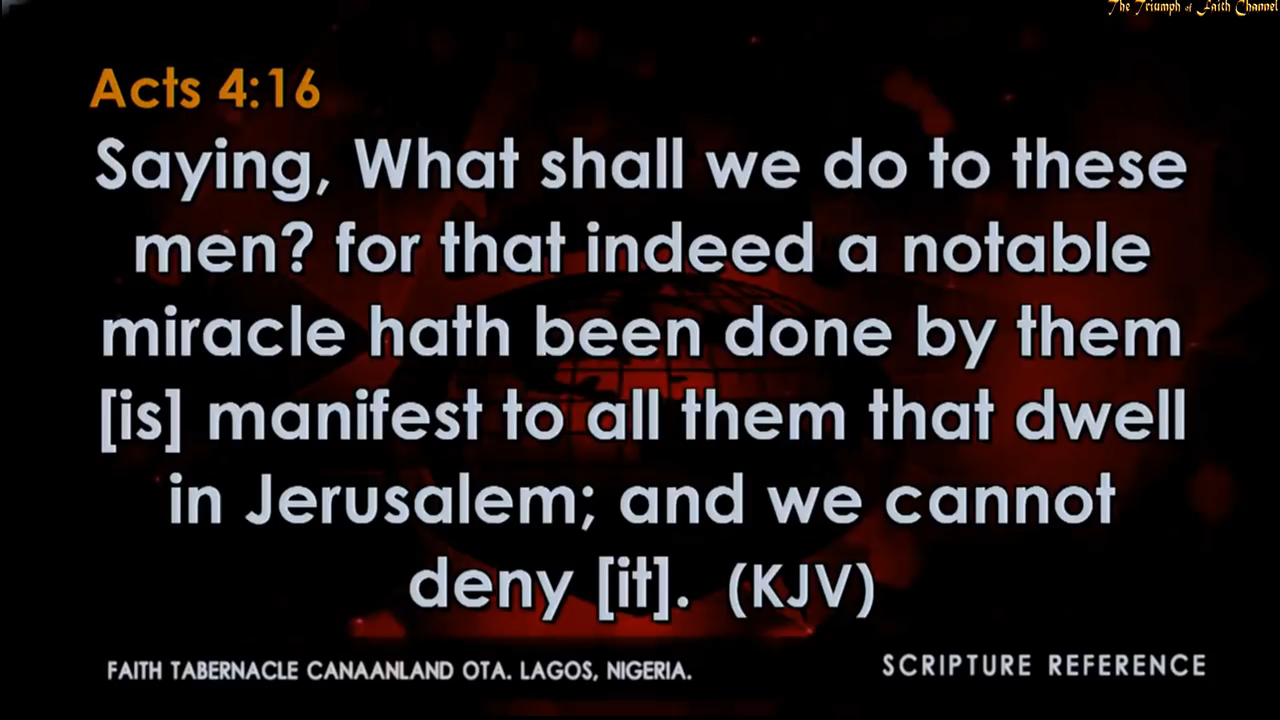 The Triumph of Faith Channel
Acts 4:16
Saying, What shall we do to these
men? for that indeed a notable
miracle hath been done by them
[is] manifest to all them that dwell
in Jerusalem; and we cannot
deny [it]. (KJV)
FAITH TABERNACLE CANAANLAND OTA. LAGOS, NIGERIA.
SCRIPTURE REFERENCE